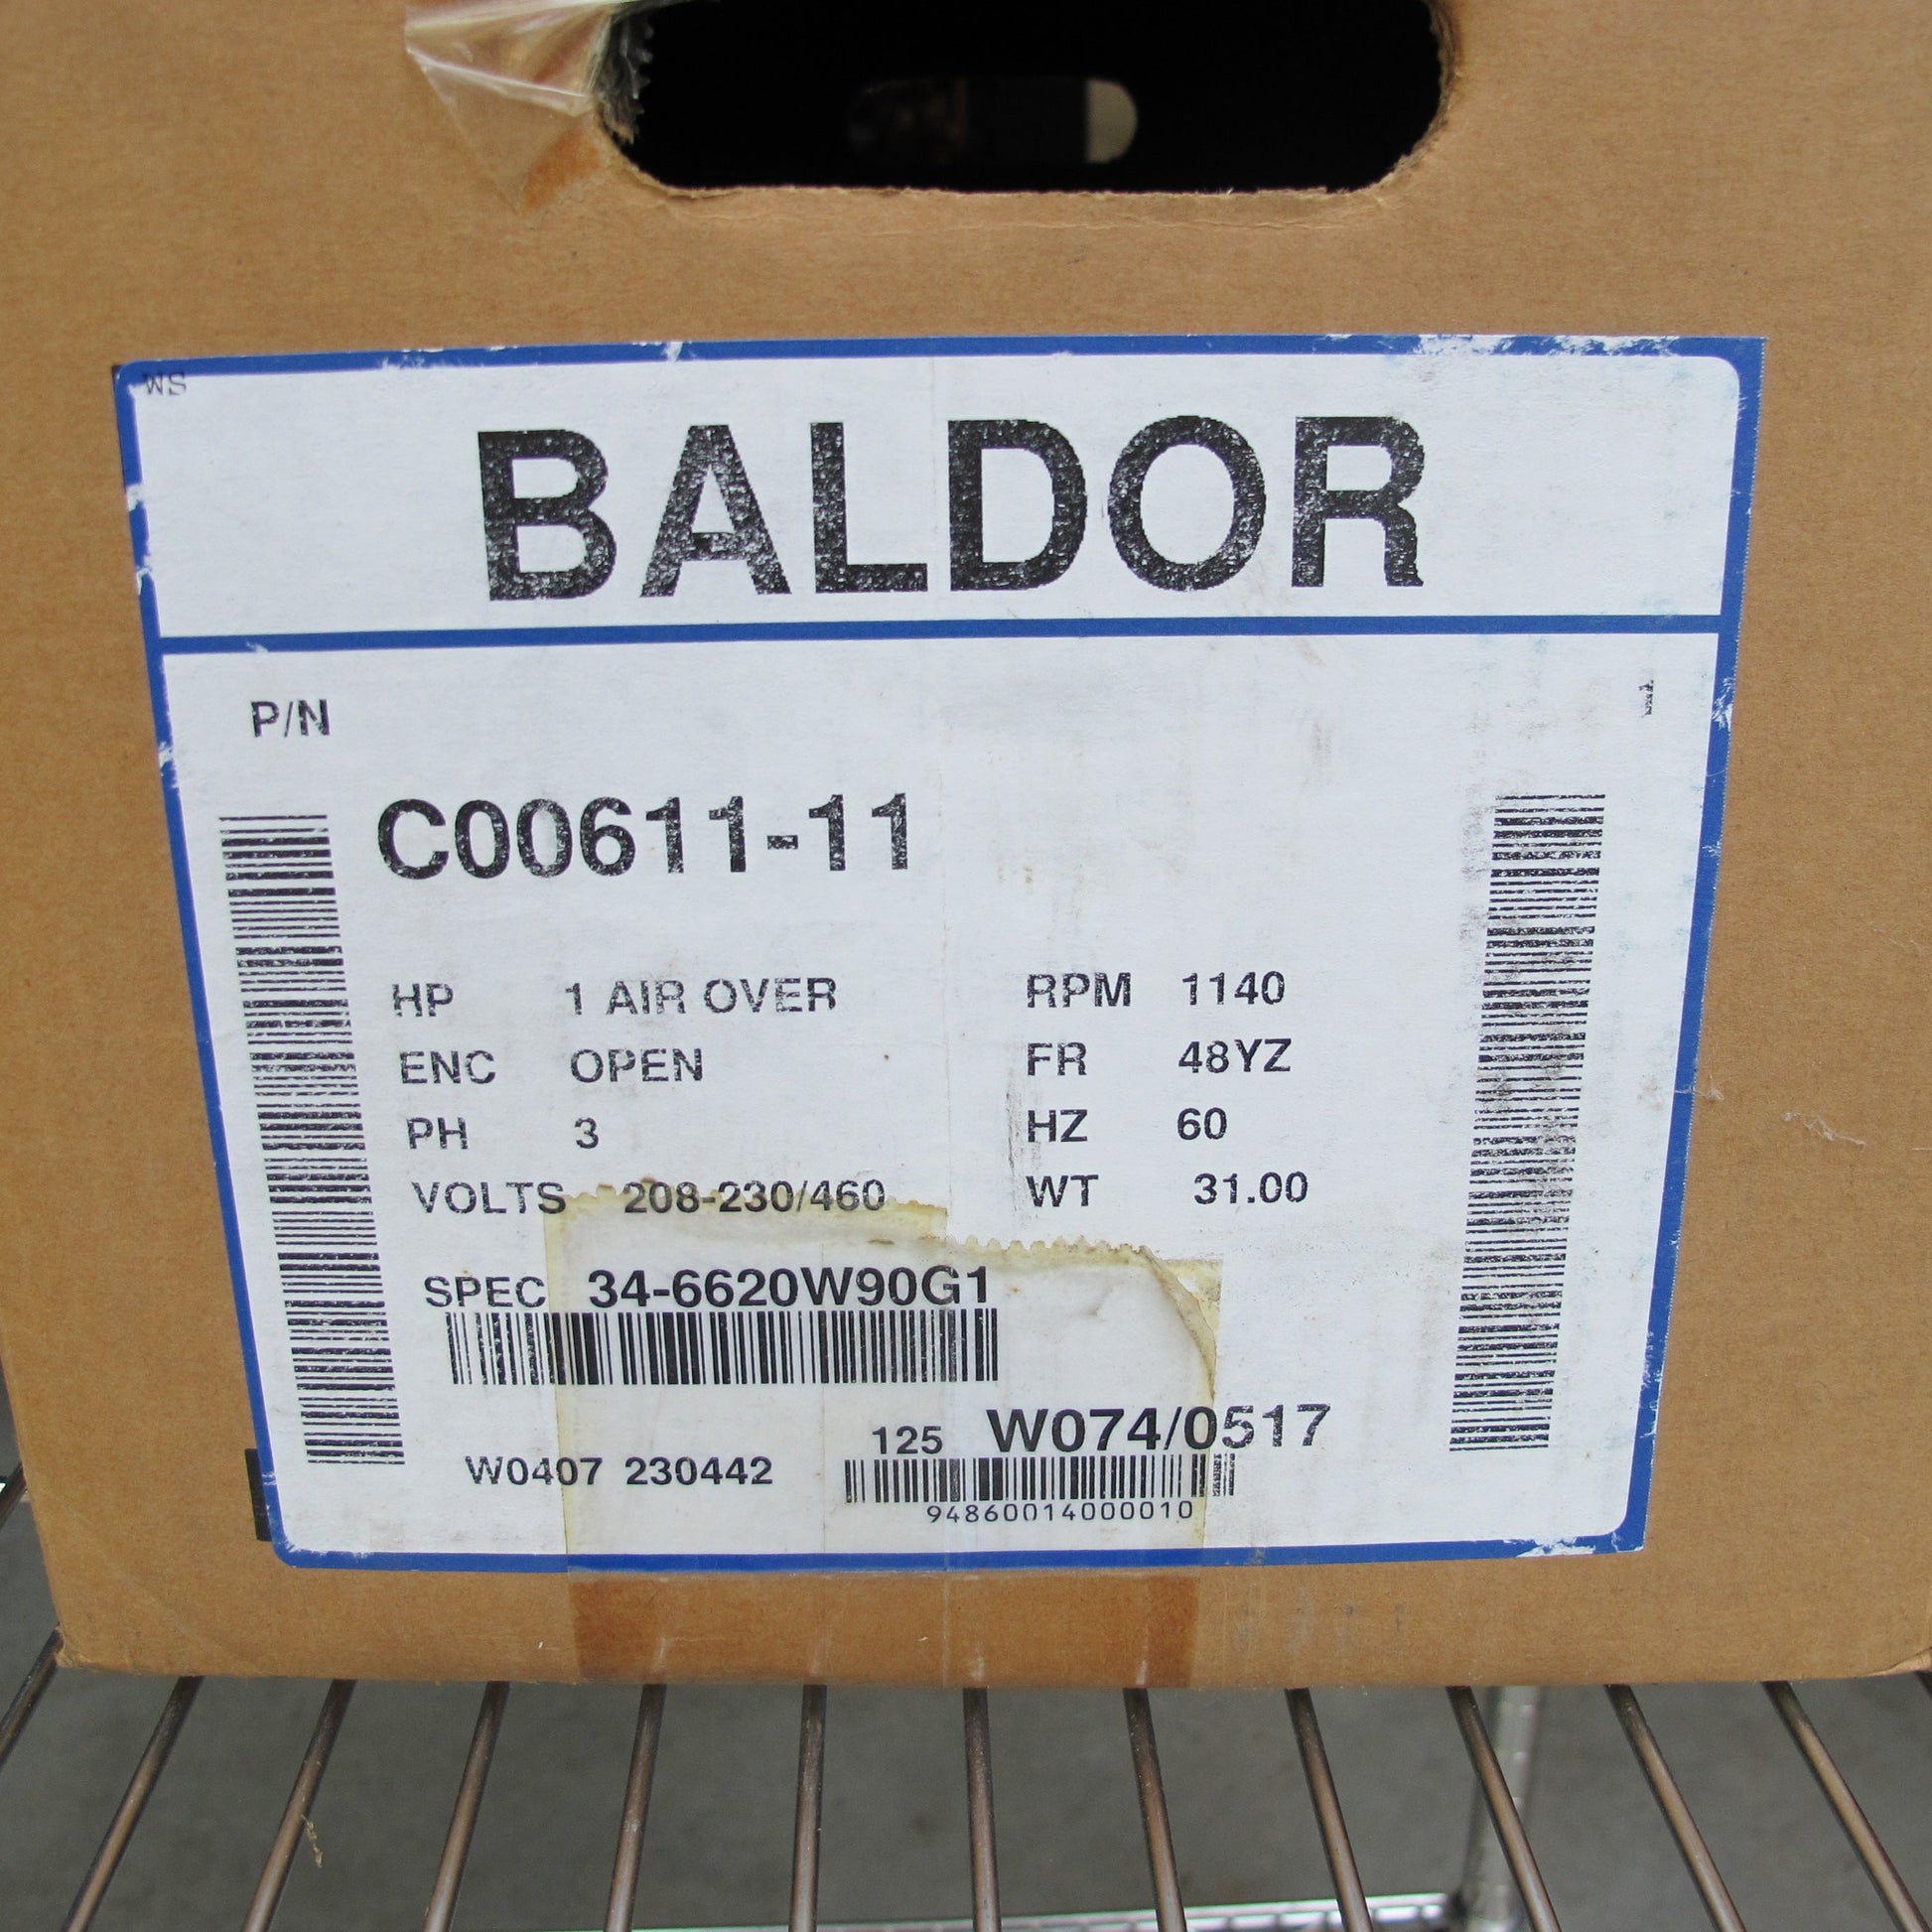 WS
BALDOR
P/N
1
C00611-11
HP 1 AIR OVER RPM 1140
ENC OPEN FR 48YZ
PH 3 HZ 60
VOLTS 208-230/460 WT 31.00
SPEC 34-6620W90G1
125 W074/0517
W0407 230442
94860014000010